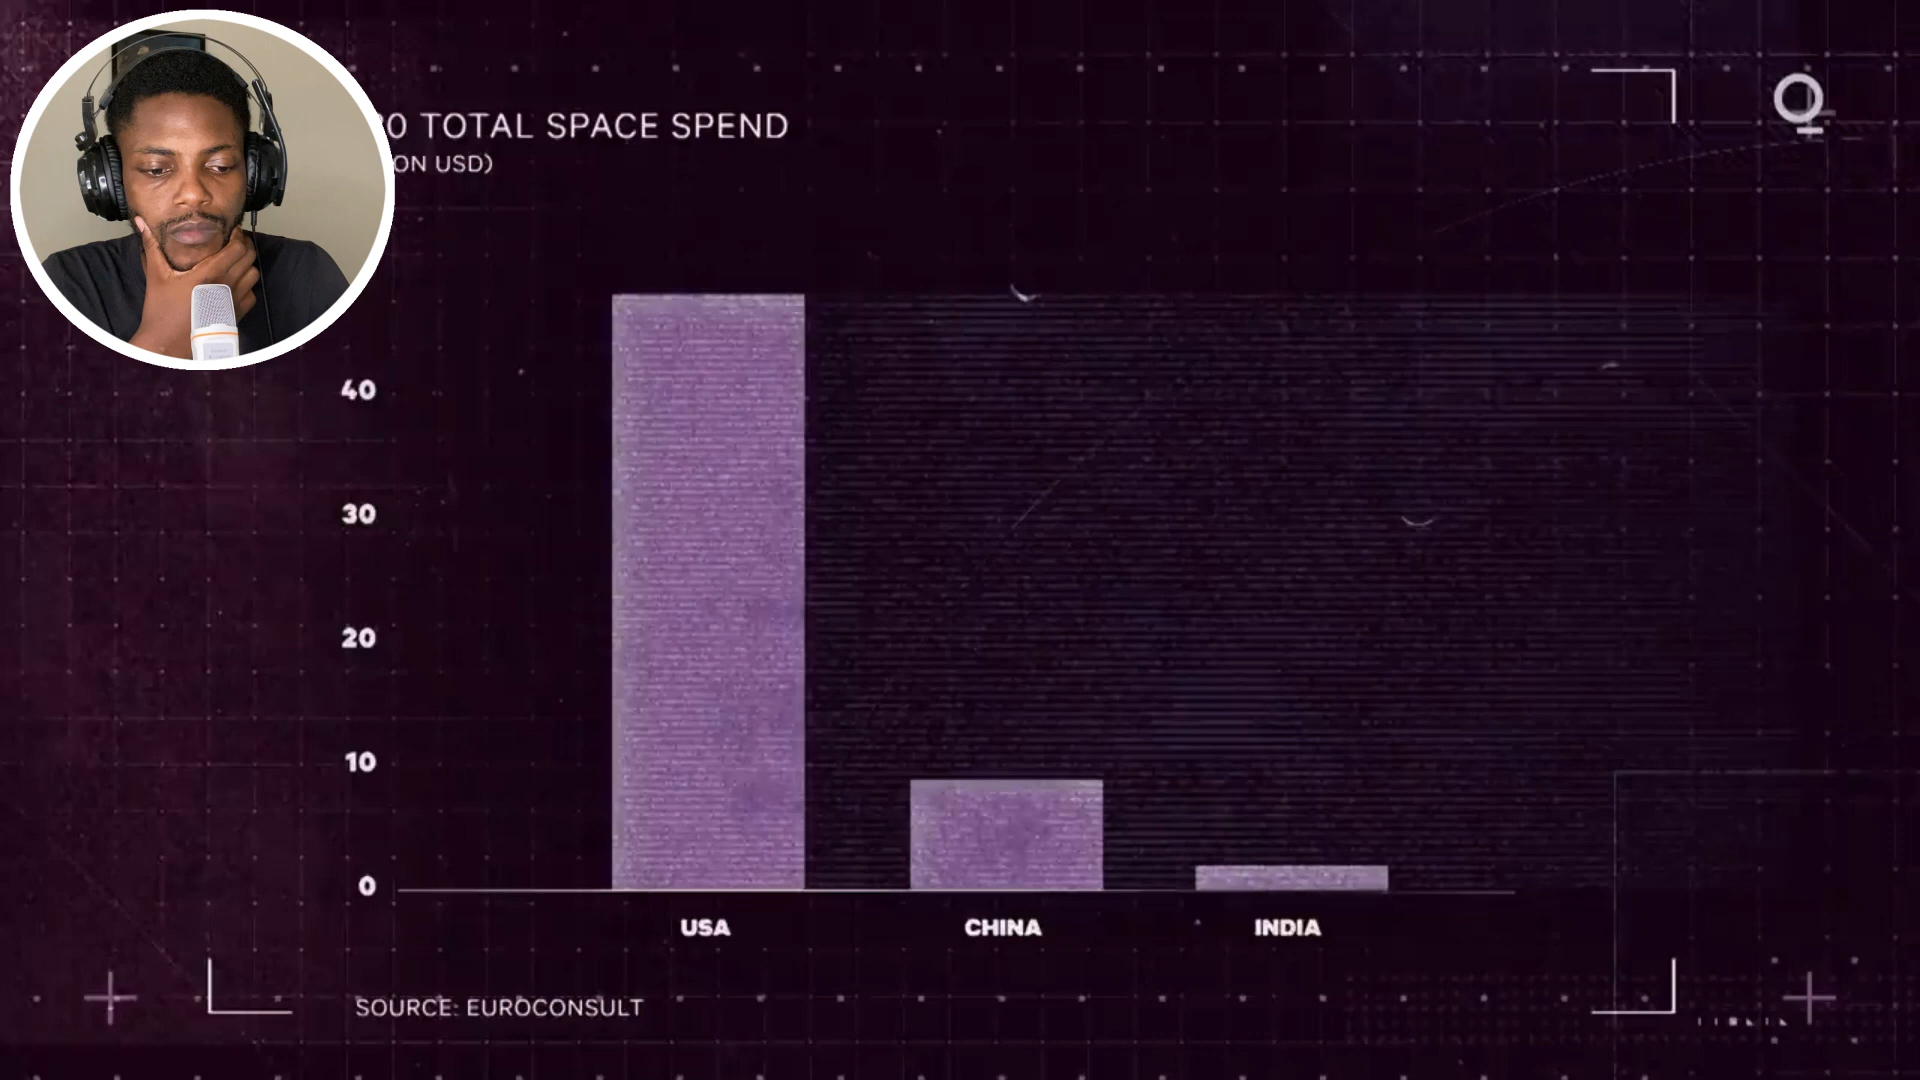 0 TOTAL SPACE SPEND
ON USD)
40
30
20
10
0
USA CHINA INDIA
SOURCE: EUROCONSULT